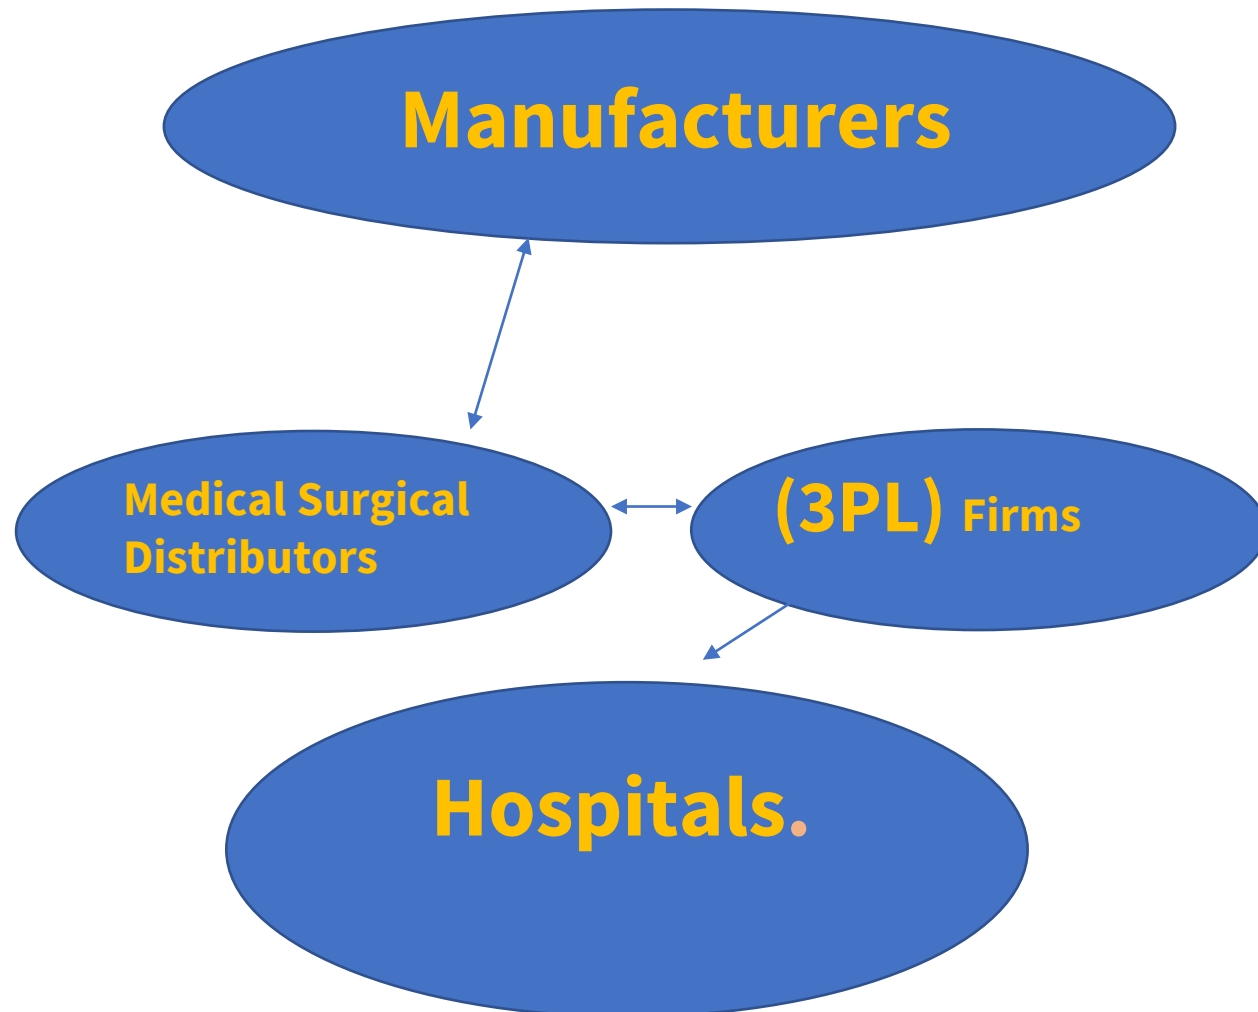 Manufacturers
Medical Surgical
Distributors
(3PL) Firms
Hospitals.